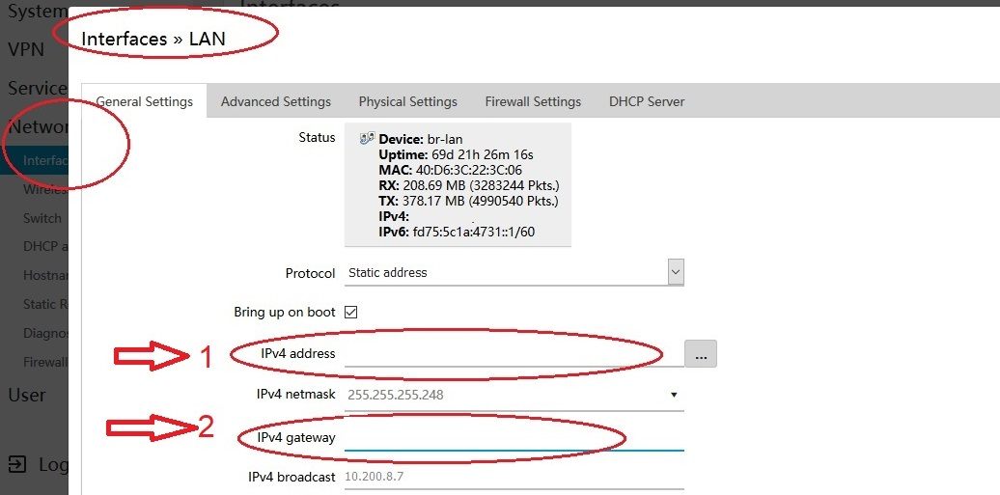 System
Interfaces
VPN
Interfaces » LAN
Service
General Settings Advanced Settings Physical Settings Firewall Settings DHCP Server
Networ
Status
Device: br-lan
Uptime: 69d 21h 26m 16s
Interfac
MAC: 40:D6:3C:22:3C:06
RX: 208.69 MB (3283244 Pkts.)
Wireles
TX: 378.17 MB (4990540 Pkts.)
Switch
IPv4:
IPv6: fd75:5c1a:4731::1/60
DHCP a
Hostnar
Protocol Static address
Static R
Bring up on boot
Diagnos
1 IPv4 address ...
Firewall
User
IPv4 netmask 255.255.255.248
2 IPv4 gateway
Log
IPv4 broadcast 10.200.8.7